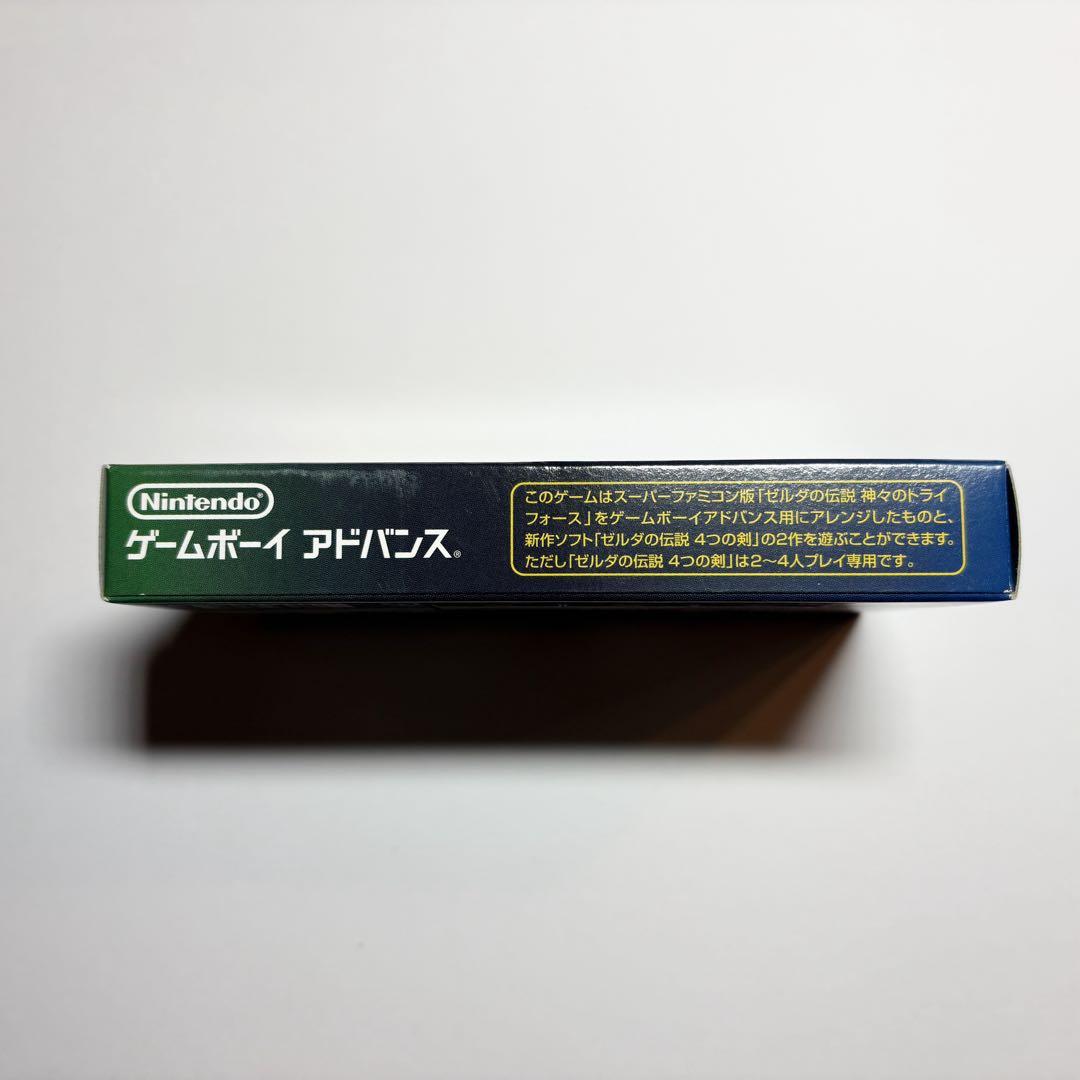 Nintendo®
ゲームボーイ アドバンス®
このゲームはスーパーファミコン版「ゼルダの伝説 神々のトライ
フォース」をゲームボーイアドバンス用にアレンジしたものと、
新作ソフト「ゼルダの伝説 4つの剣」の2作を遊ぶことができます。
ただし「ゼルダの伝説 4つの剣」は2〜4人プレイ専用です。